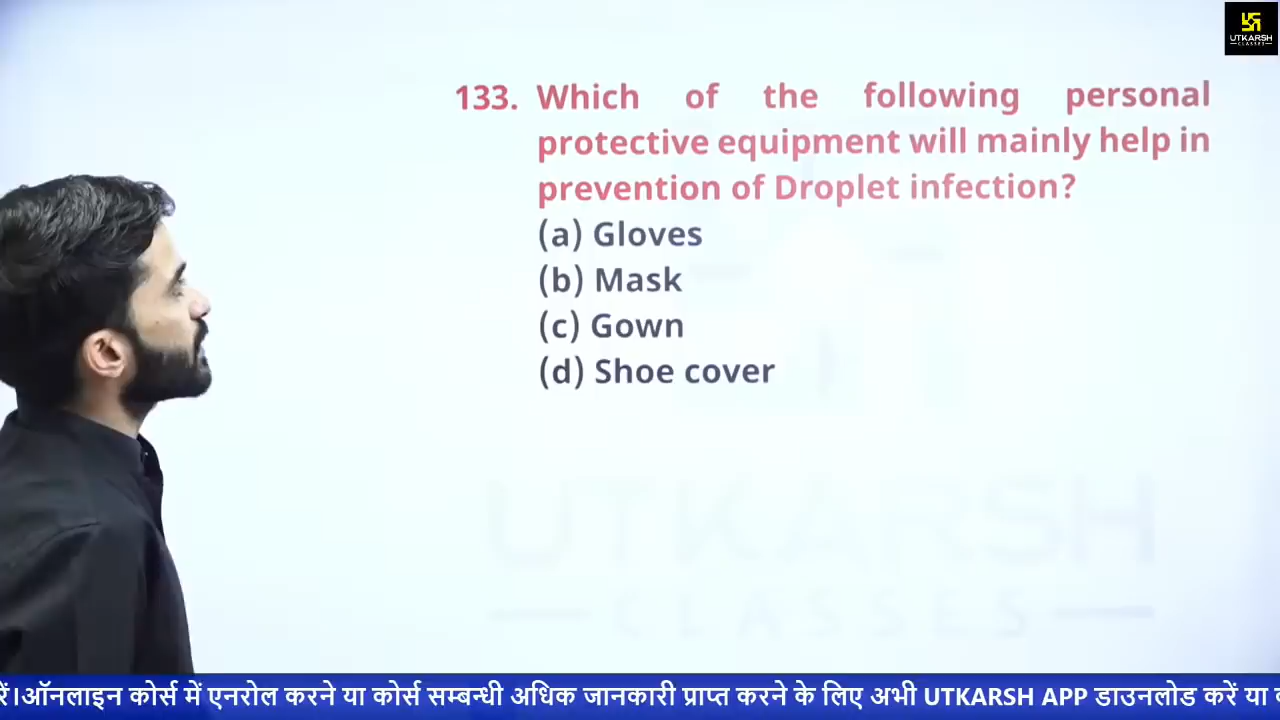 UTKARSH
CLASSES
133. Which of the following personal
protective equipment will mainly help in
prevention of Droplet infection?
(a) Gloves
(b) Mask
(c) Gown
(d) Shoe cover
UTKARSH
CLASSES
रें।ऑनलाइन कोर्स में एनरोल करने या कोर्स सम्बन्धी अधिक जानकारी प्राप्त करने के लिए अभी UTKARSH APP डाउनलोड करें या